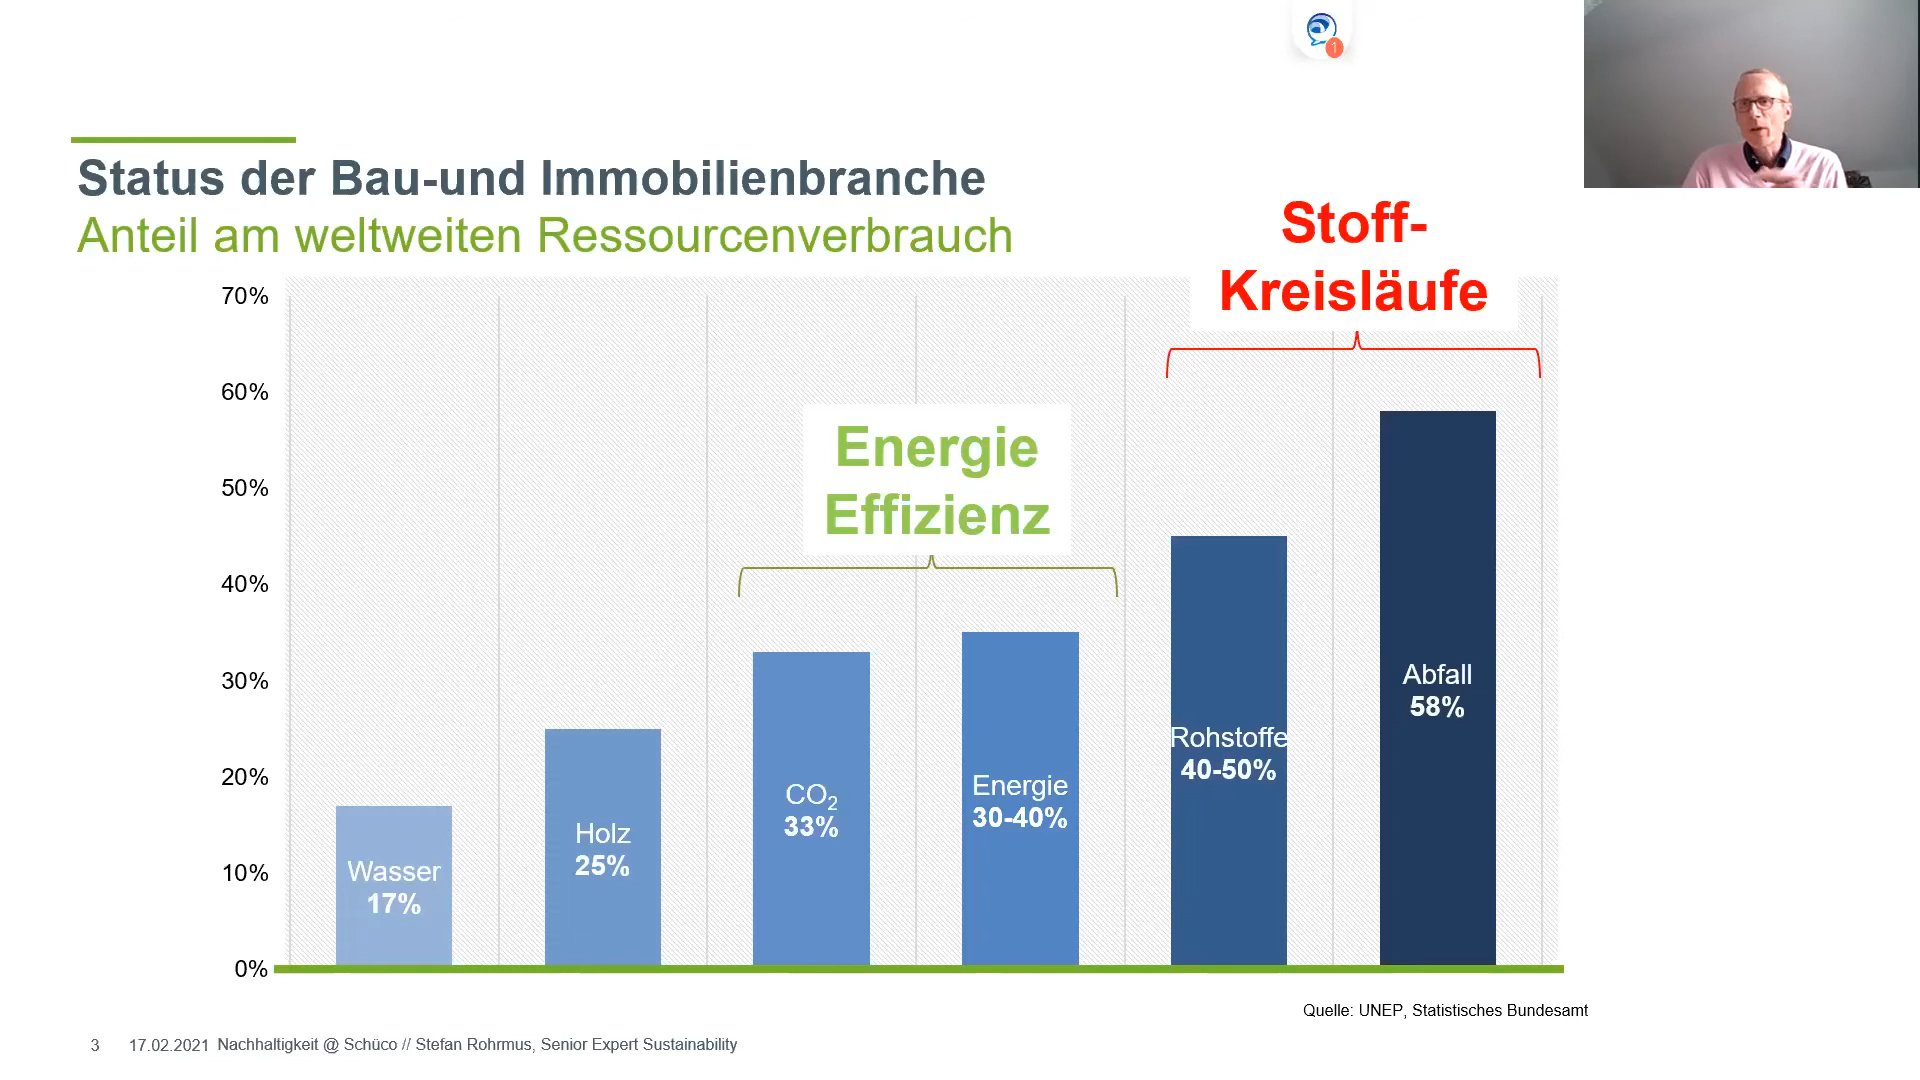 1
Status der Bau-und Immobilienbranche
Anteil am weltweiten Ressourcenverbrauch
Stoff-
Kreisläufe
Energie
Effizienz
70%
60%
50%
40%
30%
20%
10%
0%
Wasser
17%
Holz
25%
CO₂
33%
Energie
30-40%
Rohstoffe
40-50%
Abfall
58%
Quelle: UNEP, Statistisches Bundesamt
3 17.02.2021 Nachhaltigkeit @ Schüco // Stefan Rohrmus, Senior Expert Sustainability